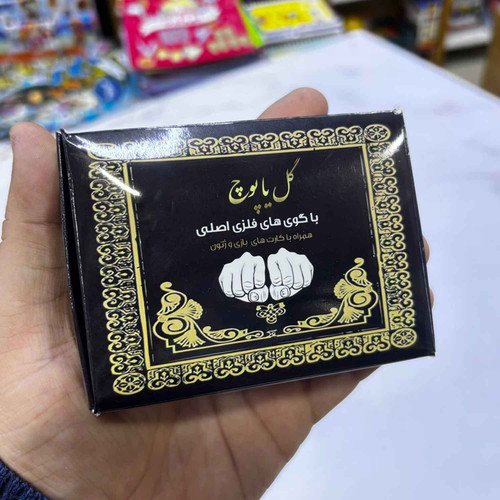 گل یا پوچ
با گوی های فلزی اصلی
همراه با کارت های بازی و ژتون